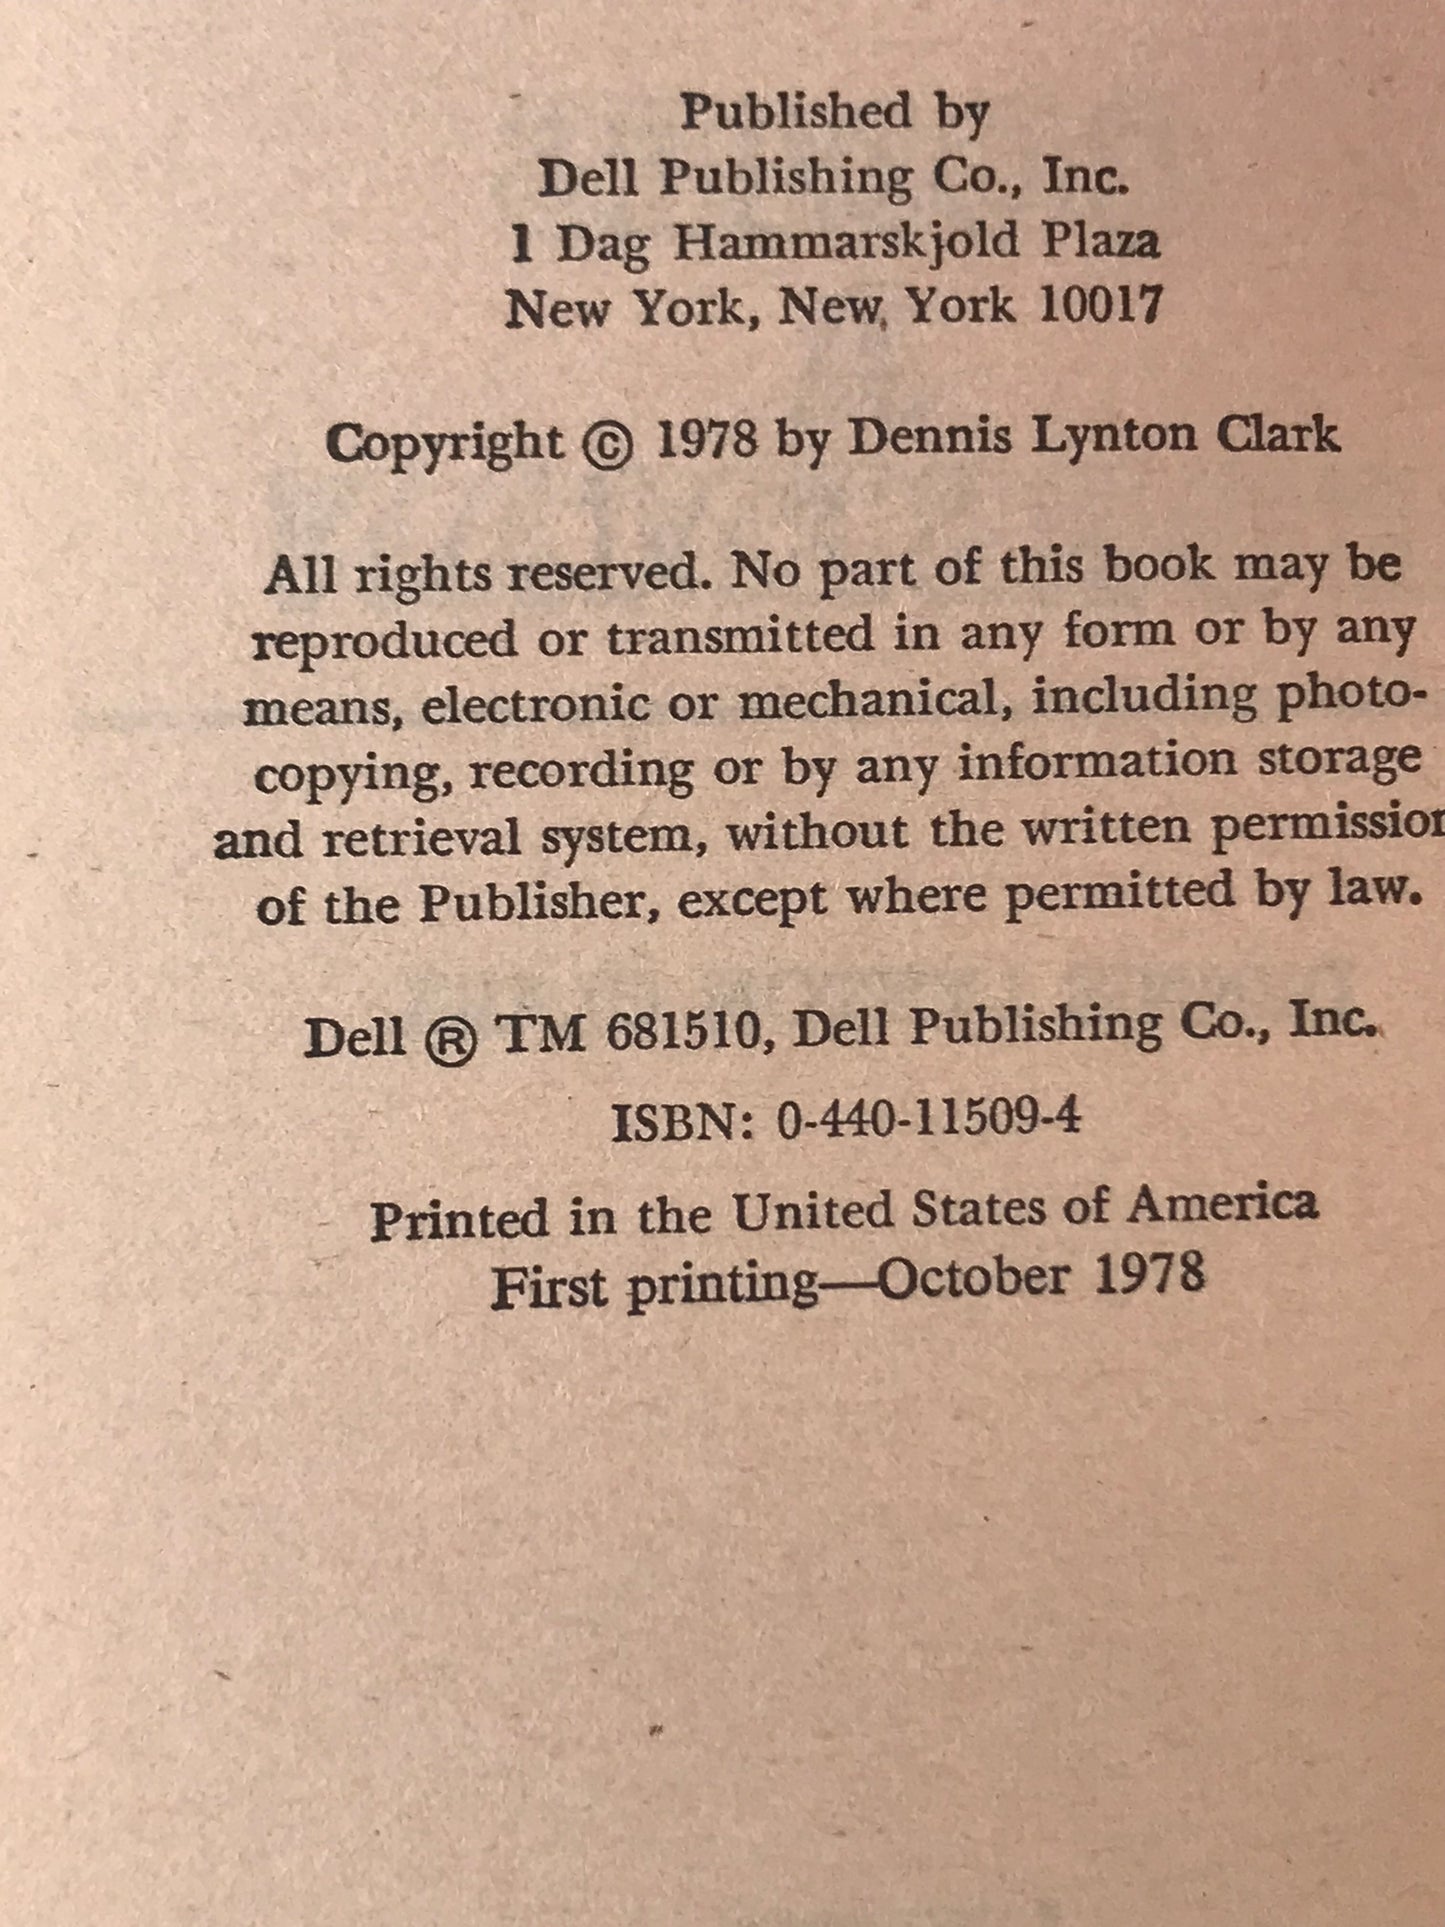 Published by
Dell Publishing Co., Inc.
1 Dag Hammarskjold Plaza
New York, New York 10017
Copyright © 1978 by Dennis Lynton Clark
All rights reserved. No part of this book may be
reproduced or transmitted in any form or by any
means, electronic or mechanical, including photo-
copying, recording or by any information storage
and retrieval system, without the written permission
of the Publisher, except where permitted by law.
Dell ® TM 681510, Dell Publishing Co., Inc.
ISBN: 0-440-11509-4
Printed in the United States of America
First printing—October 1978